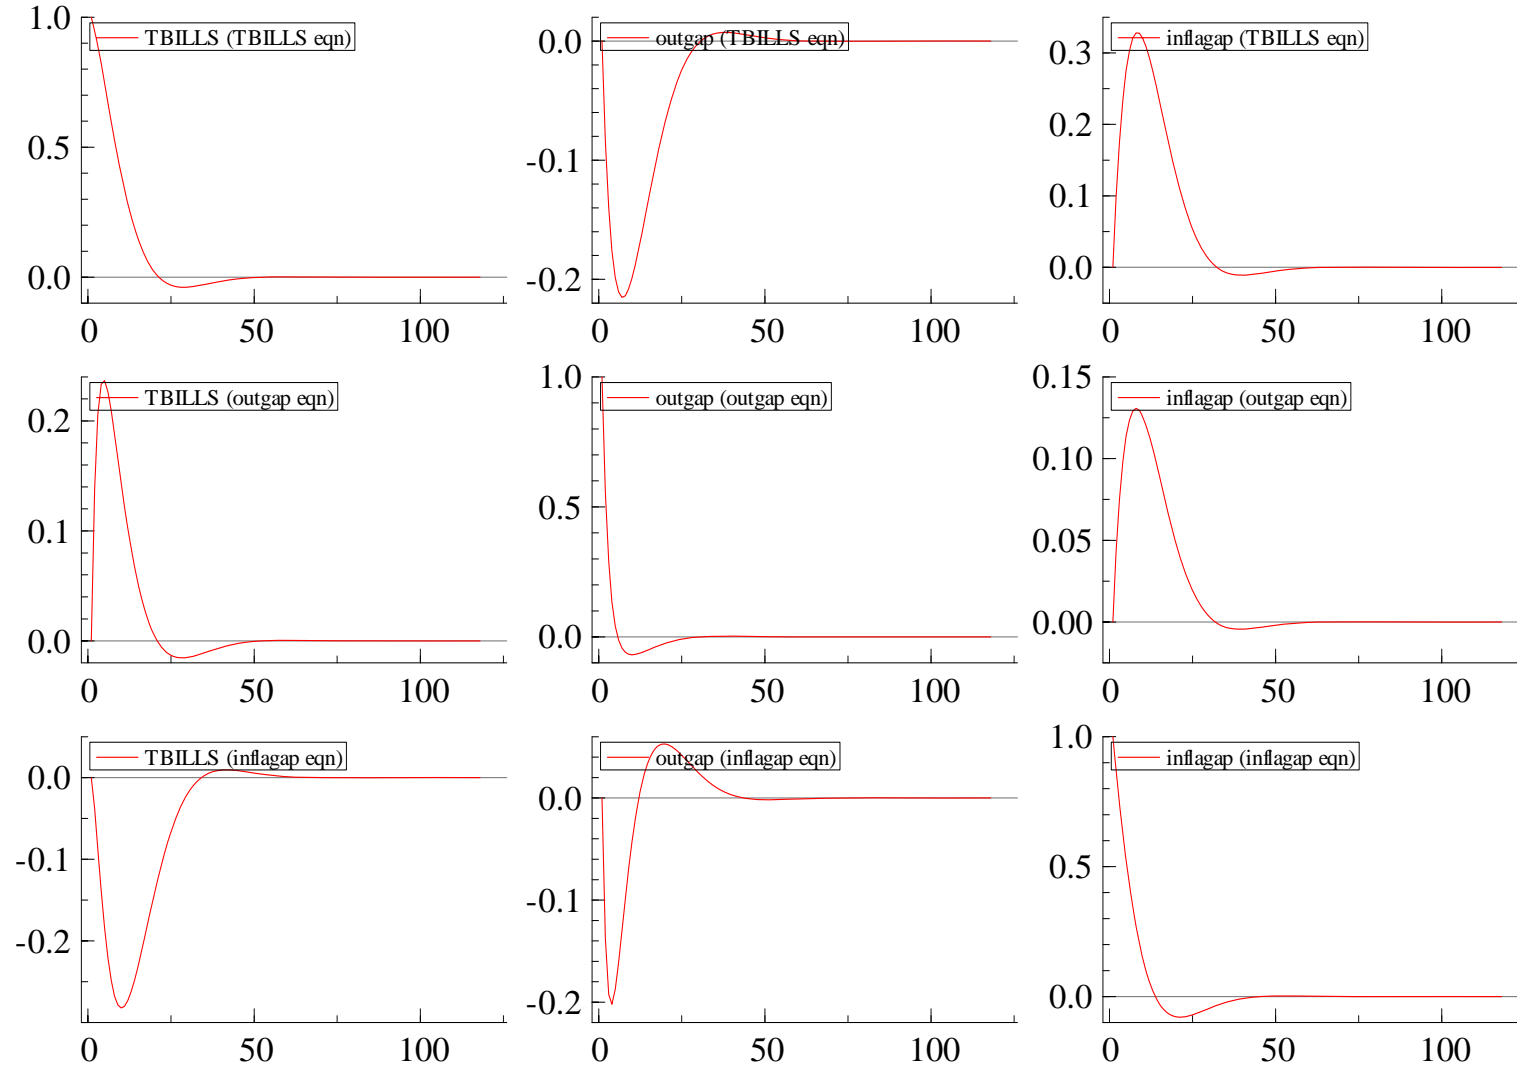 TBILLS (TBILLS eqn)
1.0
0.5
0.0
0 50 100
outgap (TBILLS eqn)
0.0
-0.1
-0.2
0 50 100
inflagap (TBILLS eqn)
0.3
0.2
0.1
0.0
0 50 100
TBILLS (outgap eqn)
0.2
0.1
0.0
0 50 100
outgap (outgap eqn)
1.0
0.5
0.0
0 50 100
inflagap (outgap eqn)
0.15
0.10
0.05
0.00
0 50 100
TBILLS (inflagap eqn)
0.0
-0.1
-0.2
0 50 100
outgap (inflagap eqn)
0.0
-0.1
-0.2
0 50 100
inflagap (inflagap eqn)
1.0
0.5
0.0
0 50 100